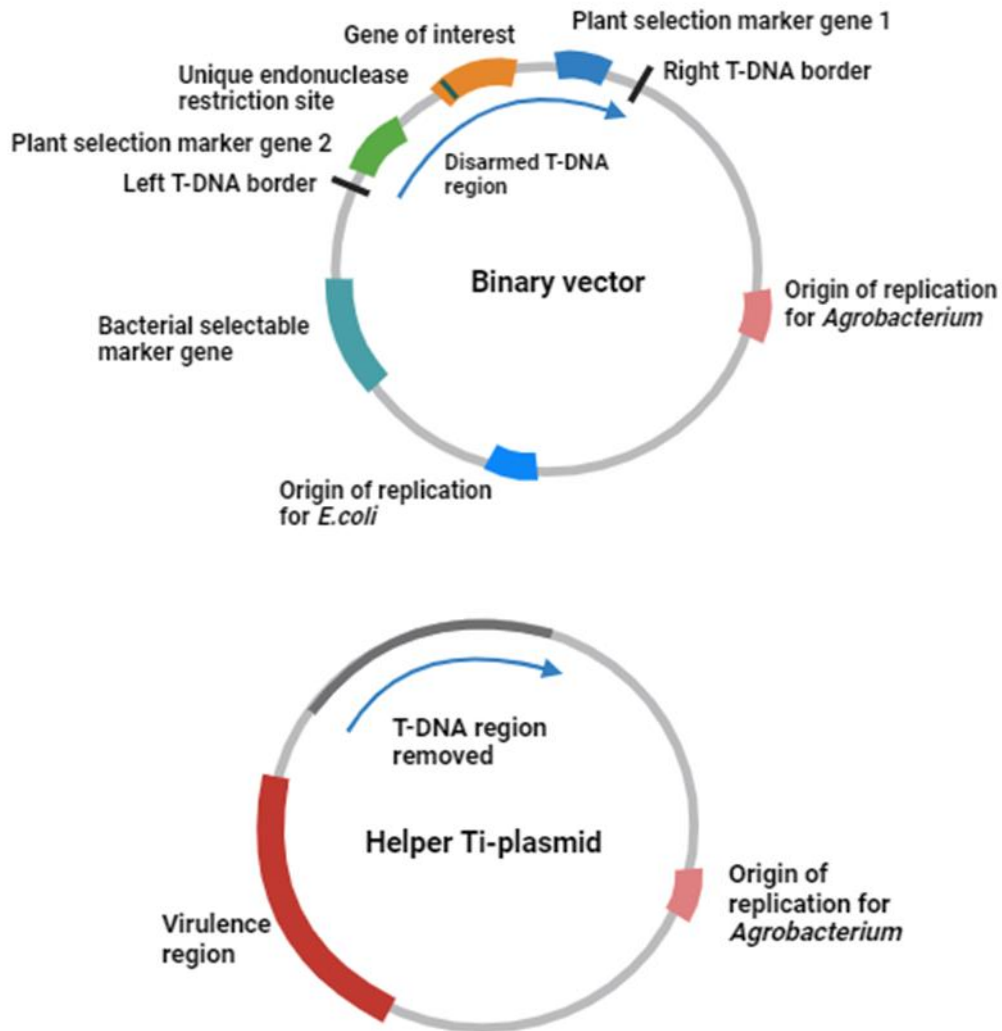 Plant selection marker gene 1
Gene of interest
Right T-DNA border
Unique endonuclease
restriction site
Plant selection marker gene 2
Disarmed T-DNA
region
Left T-DNA border
Binary vector
Origin of replication
for Agrobacterium
Bacterial selectable
marker gene
Origin of replication
for E.coli
T-DNA region
removed
Helper Ti-plasmid
Origin of
replication for
Agrobacterium
Virulence
region